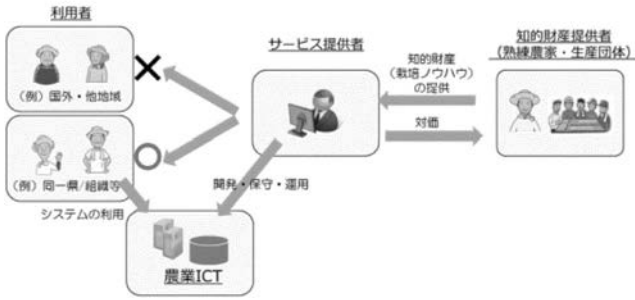 利用者
(例)国外・他地域
(例)同一県/組織等
システムの利用
サービス提供者
知的財産
(栽培ノウハウ)
の提供
対価
知的財産提供者
(熟練農家・生産団体)
開発・保守・運用
農業ICT